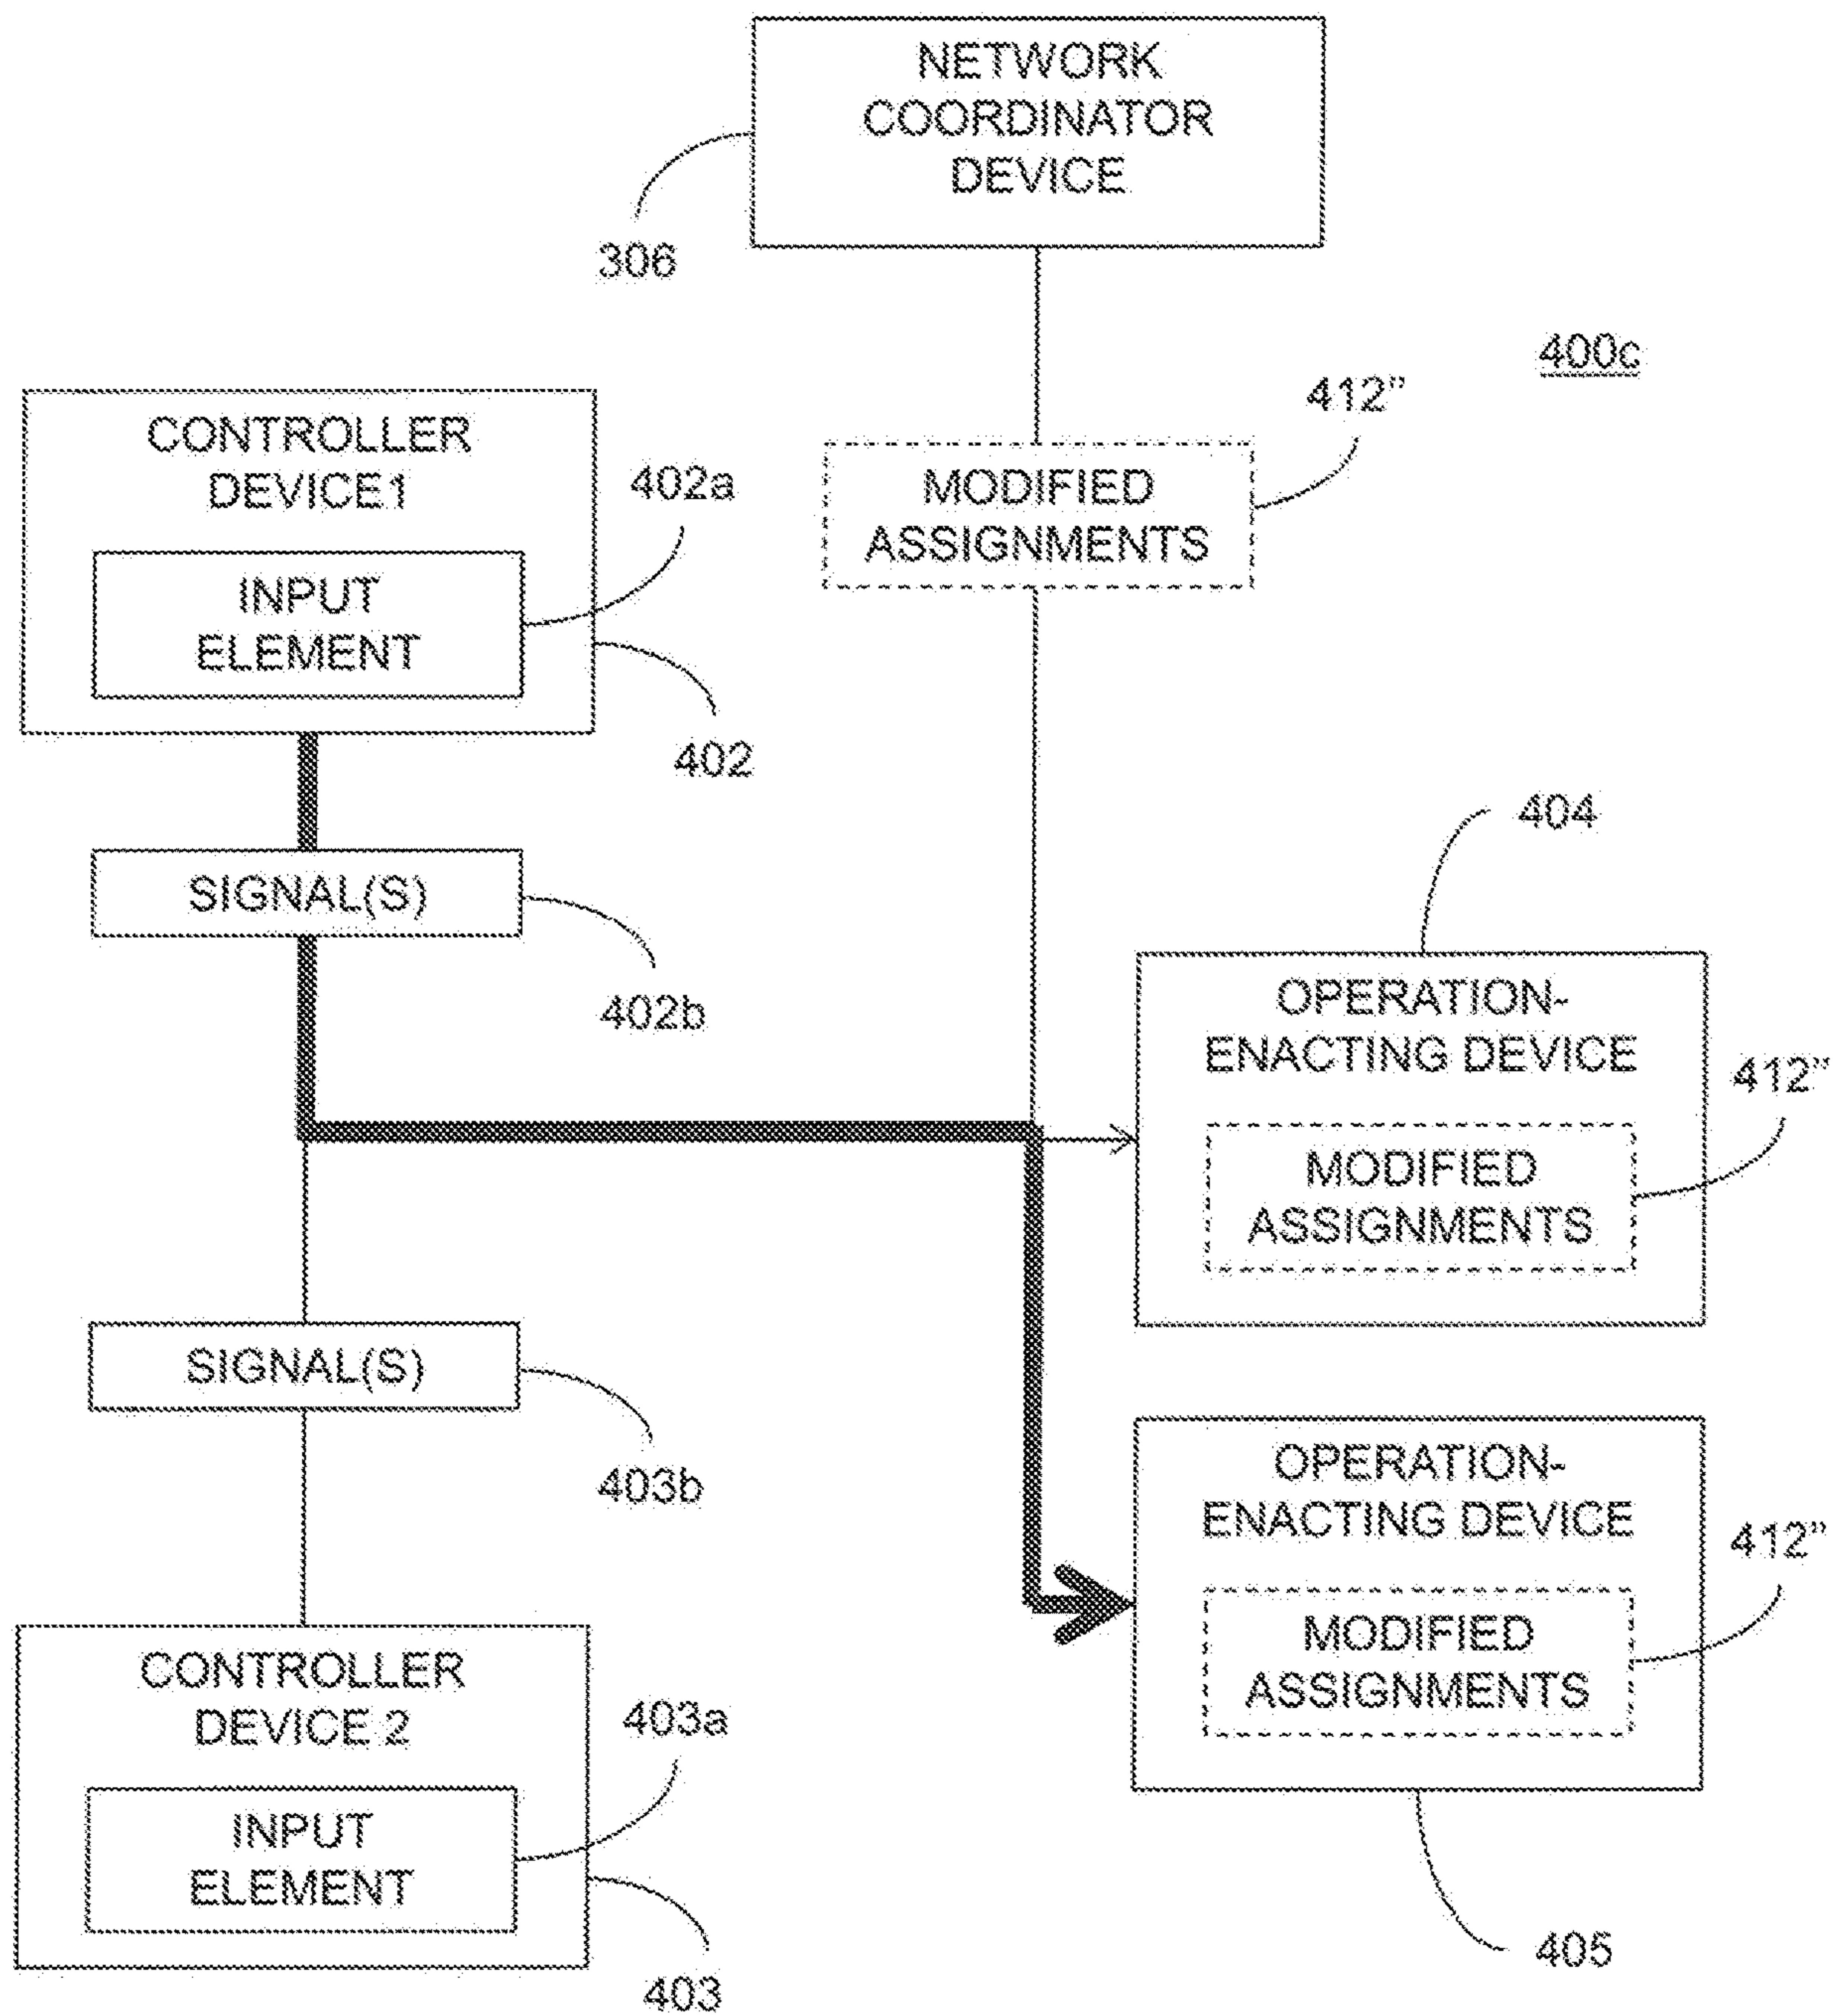 NETWORK
COORDINATOR
DEVICE
306
400c
412"
CONTROLLER
DEVICE1
402a
INPUT
ELEMENT
402
MODIFIED
ASSIGNMENTS
SIGNAL(S)
402b
404
OPERATION-
ENACTING DEVICE
412"
MODIFIED
ASSIGNMENTS
SIGNAL(S)
403b
OPERATION-
ENACTING DEVICE
412"
MODIFIED
ASSIGNMENTS
405
CONTROLLER
DEVICE 2
403a
INPUT
ELEMENT
403